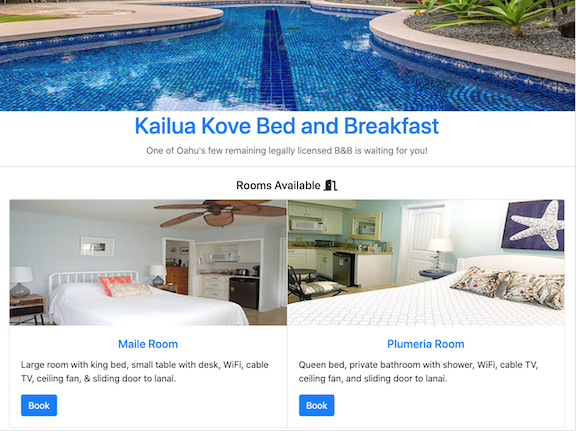 Kailua Kove Bed and Breakfast
One of Oahu's few remaining legally licensed B&B is waiting for you!
Rooms Available
Maile Room
Large room with king bed, small table with desk, WiFi, cable
TV, ceiling fan, & sliding door to lanai.
Book
Plumeria Room
Queen bed, private bathroom with shower, WiFi, cable TV,
ceiling fan, and sliding door to lanai.
Book